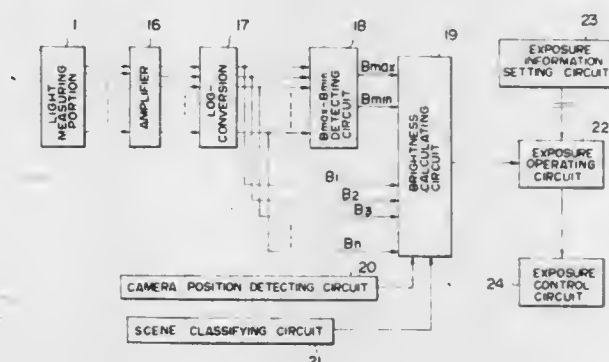 1
16
17
18
19
23
LIGHT
MEASURING
PORTION
AMPLIFIER
LOG-
CONVERSION
Bmax-Bmin
DETECTING
CIRCUIT
Bmax
Bmin
BRIGHTNESS
CALCULATING
CIRCUIT
EXPOSURE
INFORMATION
SETTING CIRCUIT
22
EXPOSURE
OPERATING
CIRCUIT
B1
B2
B3
Bn
20
CAMERA POSITION DETECTING CIRCUIT
24
EXPOSURE
CONTROL
CIRCUIT
SCENE CLASSIFYING CIRCUIT
21